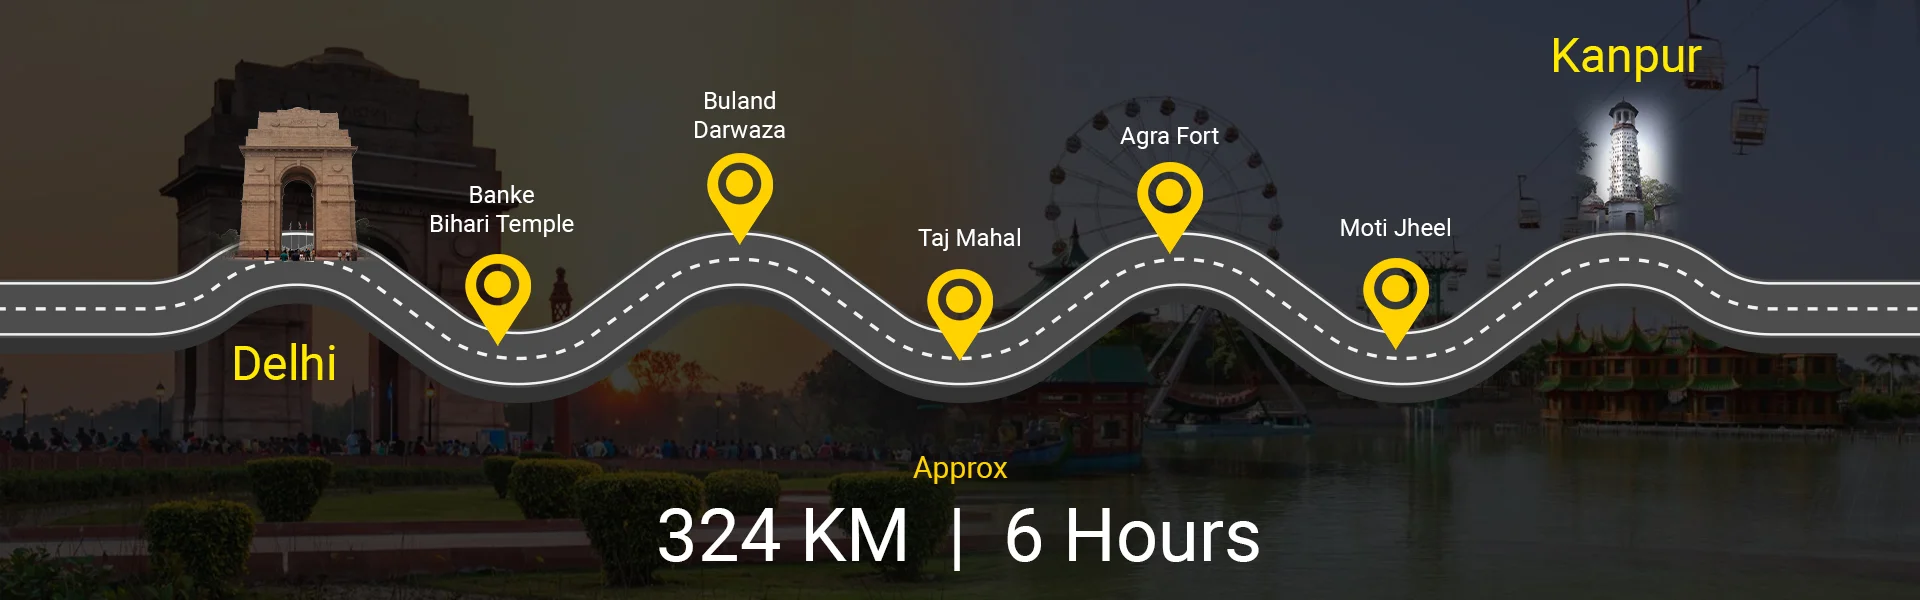 Kanpur
Buland
Darwaza
Agra Fort
Banke
Bihari Temple
Taj Mahal
Moti Jheel
Delhi
Approx
324 KM | 6 Hours